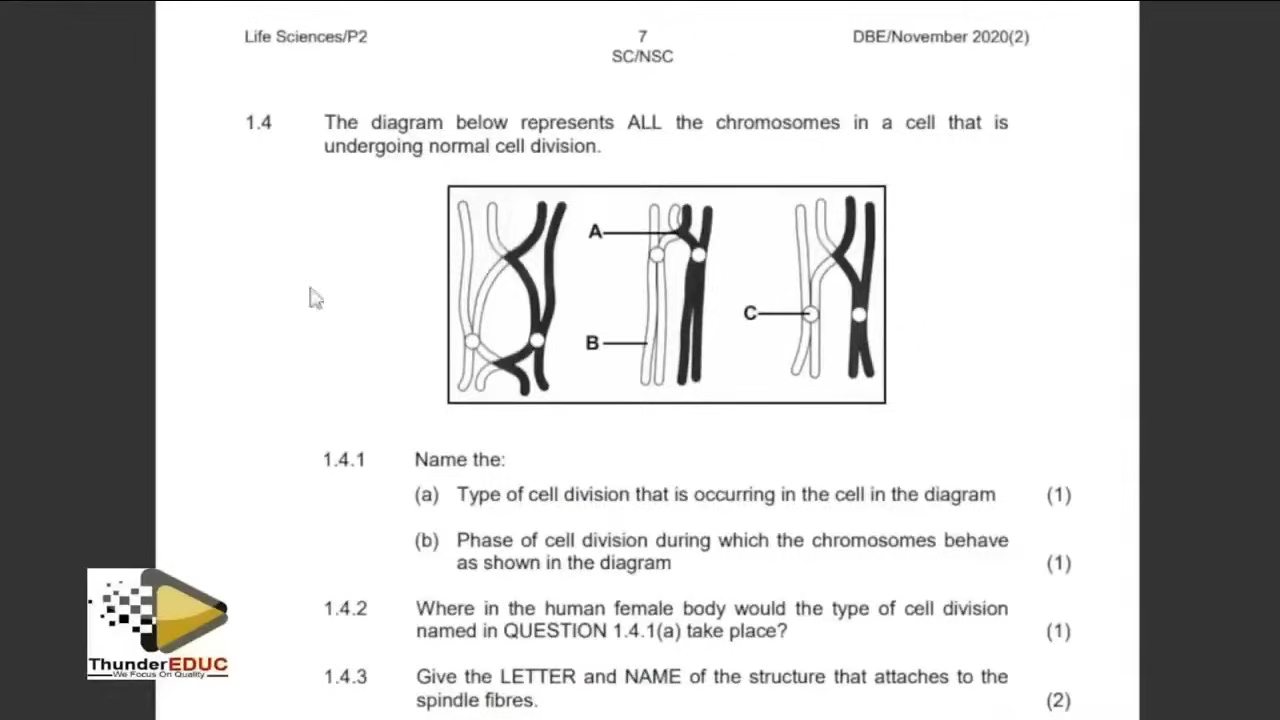 Life Sciences/P2
7
DBE/November 2020(2)
SC/NSC
1.4 The diagram below represents ALL the chromosomes in a cell that is
undergoing normal cell division.
A
C
B
1.4.1 Name the:
(a) Type of cell division that is occurring in the cell in the diagram (1)
(b) Phase of cell division during which the chromosomes behave
as shown in the diagram (1)
1.4.2 Where in the human female body would the type of cell division
named in QUESTION 1.4.1(a) take place? (1)
ThunderEDUC
We Focus On Quality
1.4.3 Give the LETTER and NAME of the structure that attaches to the
spindle fibres. (2)